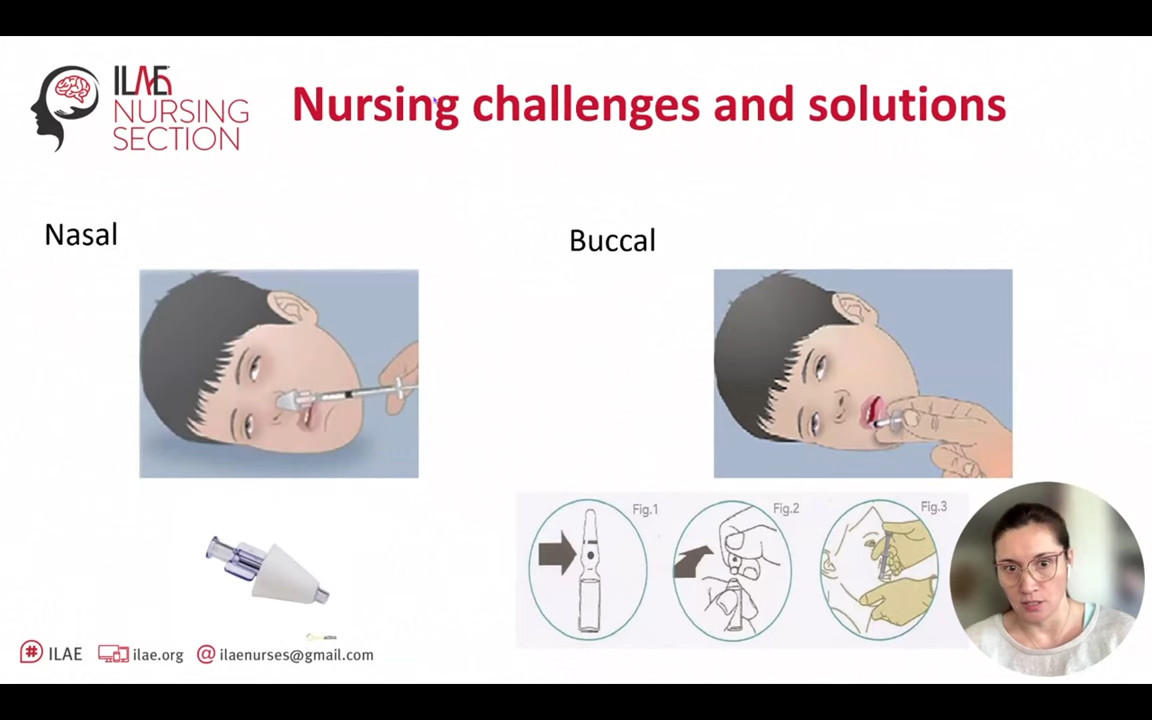 ILAE
NURSING
SECTION
Nursing challenges and solutions
Nasal
Buccal
Fig.1
Fig.2
Fig.3
# ILAE
ilae.org
@ ilaenurses@gmail.com